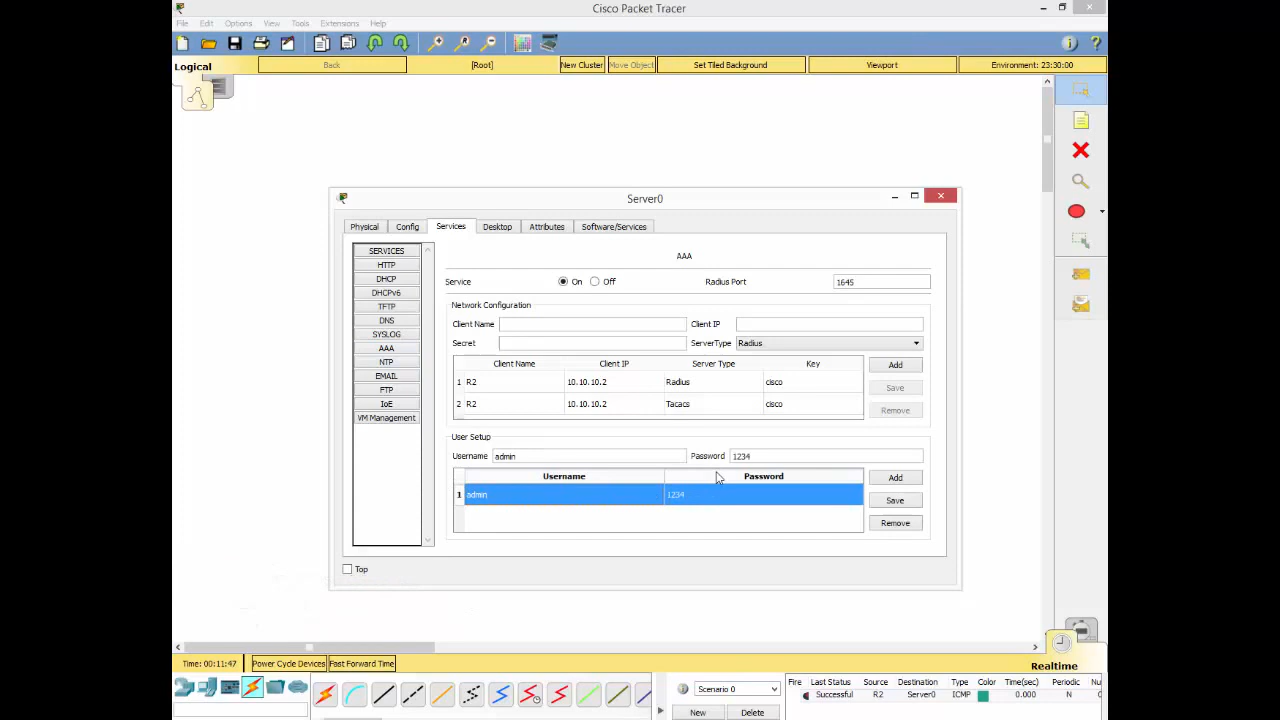 Cisco Packet Tracer
File Edit Options View Tools Extensions Help
Logical Back [Root] New Cluster Move Object Set Tiled Background Viewport Environment: 23:30:00
Server0
Physical Config Services Desktop Attributes Software/Services
SERVICES
HTTP
DHCP
DHCPv6
TFTP
DNS
SYSLOG
AAA
NTP
EMAIL
FTP
IoE
VM Management
AAA
Service On Off Radius Port 1645
Network Configuration
Client Name Client IP
Secret ServerType Radius
Client Name Client IP Server Type Key
1 R2 10.10.10.2 Radius cisco
2 R2 10.10.10.2 Tacacs cisco
Add
Save
Remove
User Setup
Username admin Password 1234
Username Password
1 admin 1234
Add
Save
Remove
Top
Time: 00:11:47 Power Cycle Devices Fast Forward Time Realtime
Scenario 0
New Delete
Fire Last Status Source Destination Type Color Time(sec) Periodic Nu
Successful R2 Server0 ICMP 0.000 N 0